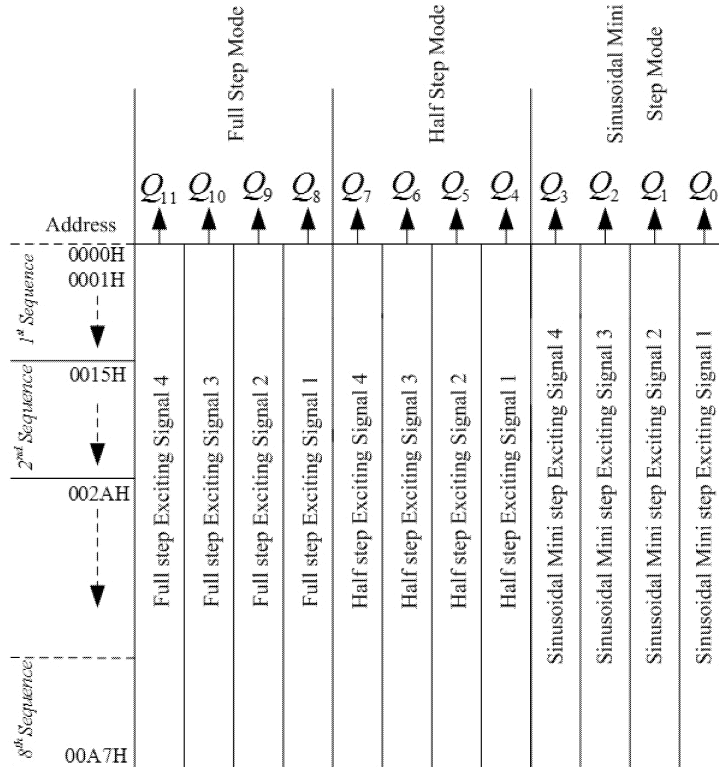 Full Step Mode
Half Step Mode
Sinusoidal Mini
Step Mode
Q11 Q10 Q9 Q8 Q7 Q6 Q5 Q4 Q3 Q2 Q1 Q0
Address
0000H
0001H
1st Sequence
0015H
2nd Sequence
002AH
8th Sequence
00A7H
Full step Exciting Signal 4
Full step Exciting Signal 3
Full step Exciting Signal 2
Full step Exciting Signal 1
Half step Exciting Signal 4
Half step Exciting Signal 3
Half step Exciting Signal 2
Half step Exciting Signal 1
Sinusoidal Mini step Exciting Signal 4
Sinusoidal Mini step Exciting Signal 3
Sinusoidal Mini step Exciting Signal 2
Sinusoidal Mini step Exciting Signal 1